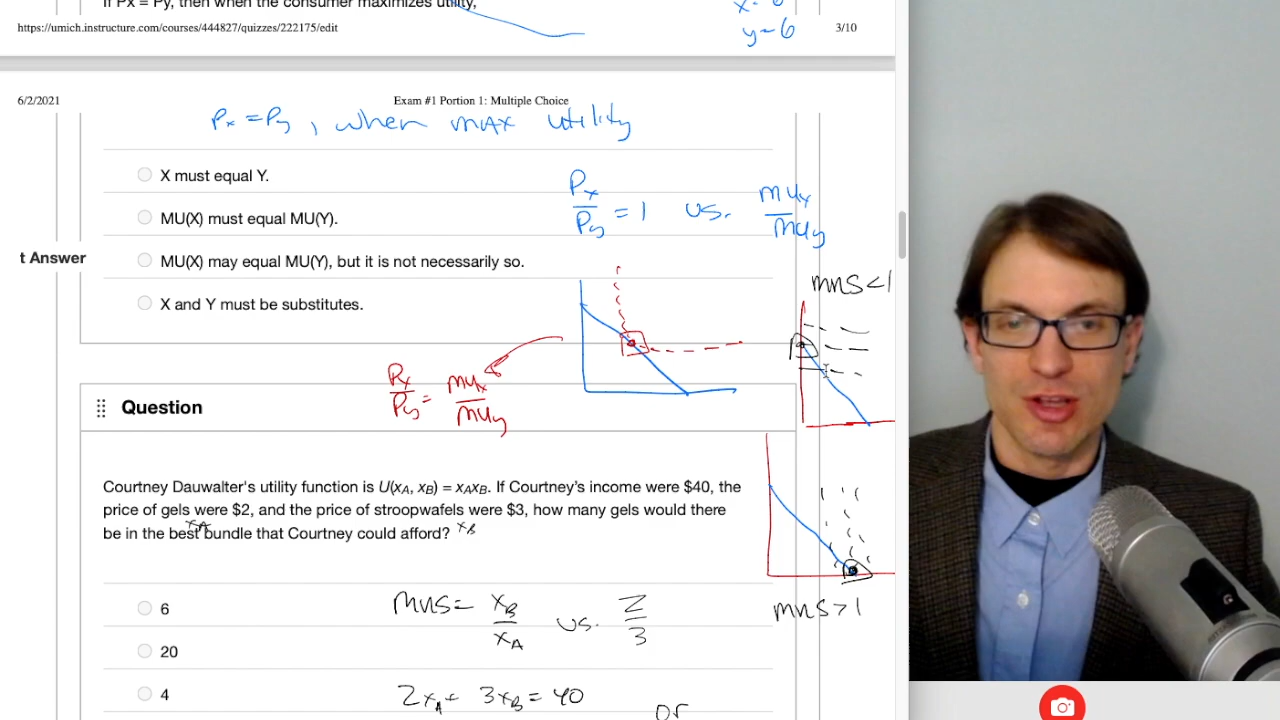 If Px = Py, then when the consumer maximizes utility,
x=6
y=6
https://umich.instructure.com/courses/444827/quizzes/222175/edit
3/10
6/2/2021
Exam #1 Portion 1: Multiple Choice
Px = Py, when max utility
X must equal Y.
Px/Py = 1 vs. MUx/MUy
MU(X) must equal MU(Y).
t Answer
MU(X) may equal MU(Y), but it is not necessarily so.
MRS<1
X and Y must be substitutes.
Px/Py = MUx/MUy
Question
Courtney Dauwalter's utility function is U(xA, xB) = xAxB. If Courtney's income were $40, the
price of gels were $2, and the price of stroopwafels were $3, how many gels would there
xA
be in the best bundle that Courtney could afford? xB
6
MRS= xB/xA vs. 2/3
MRS>1
20
4
2xA+ 3xB = 40
or